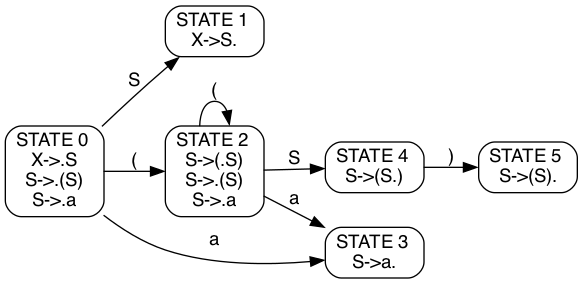 STATE 1
X->S.
S
(
STATE 0
X->.S
S->.(S)
S->.a
(
STATE 2
S->(.S)
S->.(S)
S->.a
S
STATE 4
S->(S.)
)
STATE 5
S->(S).
a
a
STATE 3
S->a.